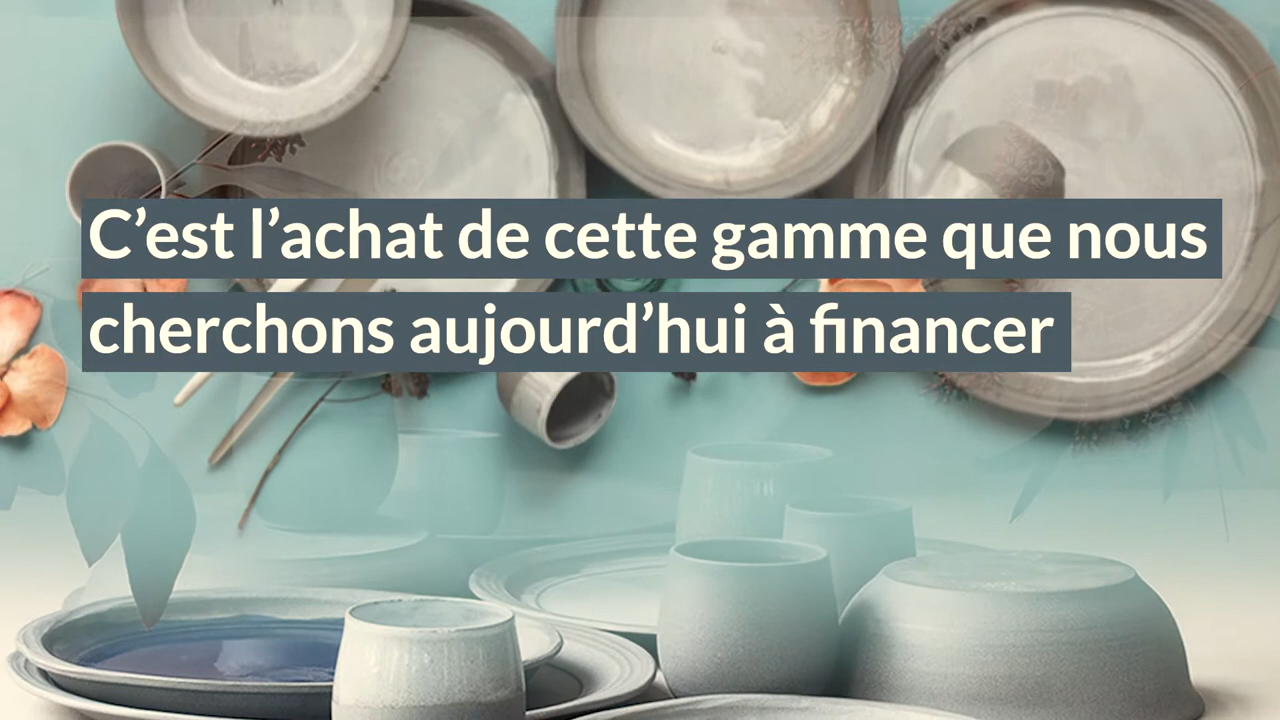 C’est l’achat de cette gamme que nous
cherchons aujourd’hui à financer